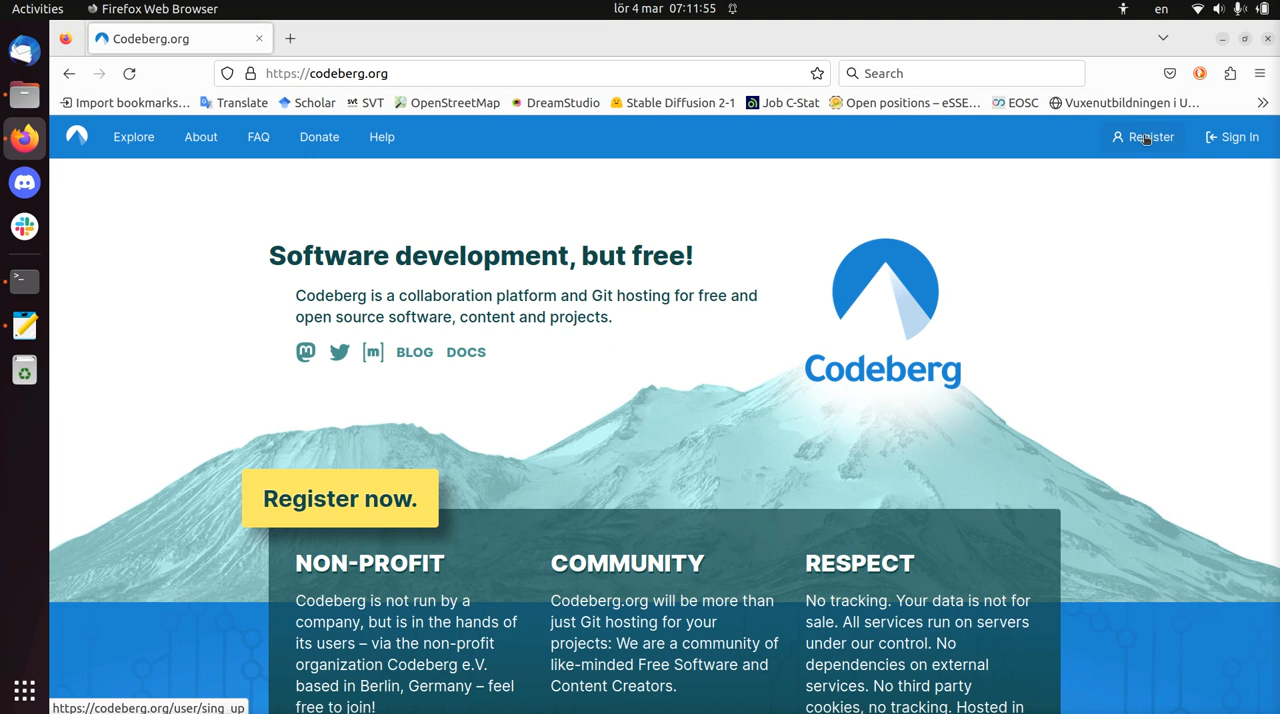 Activities
Firefox Web Browser
lör 4 mar 07:11:55
en
Codeberg.org
https://codeberg.org
Search
Import bookmarks...
Translate
Scholar
svt SVT
OpenStreetMap
DreamStudio
Stable Diffusion 2-1
Job C-Stat
Open positions – eSSE...
EOSC
Vuxenutbildningen i U...
Explore
About
FAQ
Donate
Help
Register
Sign In
Software development, but free!
Codeberg is a collaboration platform and Git hosting for free and
open source software, content and projects.
[m]
BLOG
DOCS
Codeberg
Register now.
NON-PROFIT
Codeberg is not run by a
company, but is in the hands of
its users – via the non-profit
organization Codeberg e.V.
based in Berlin, Germany – feel
free to join!
COMMUNITY
Codeberg.org will be more than
just Git hosting for your
projects: We are a community of
like-minded Free Software and
Content Creators.
RESPECT
No tracking. Your data is not for
sale. All services run on servers
under our control. No
dependencies on external
services. No third party
cookies, no tracking. Hosted in
https://codeberg.org/user/sing_up